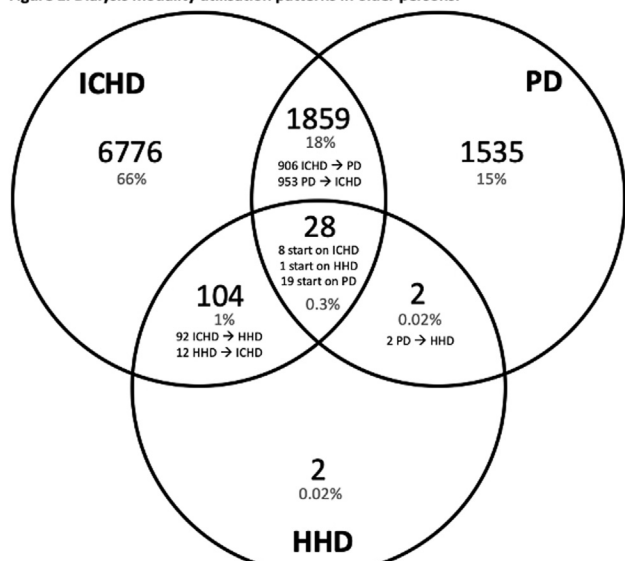 ICHD
PD
6776
66%
1859
18%
906 ICHD → PD
953 PD → ICHD
1535
15%
28
8 start on ICHD
1 start on HHD
19 start on PD
0.3%
104
1%
92 ICHD → HHD
12 HHD → ICHD
2
0.02%
2 PD → HHD
2
0.02%
HHD